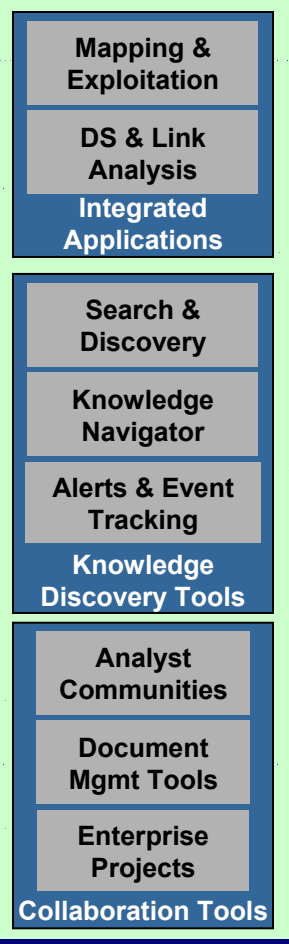 Mapping &
Exploitation
DS & Link
Analysis
Integrated
Applications
Search &
Discovery
Knowledge
Navigator
Alerts & Event
Tracking
Knowledge
Discovery Tools
Analyst
Communities
Document
Mgmt Tools
Enterprise
Projects
Collaboration Tools